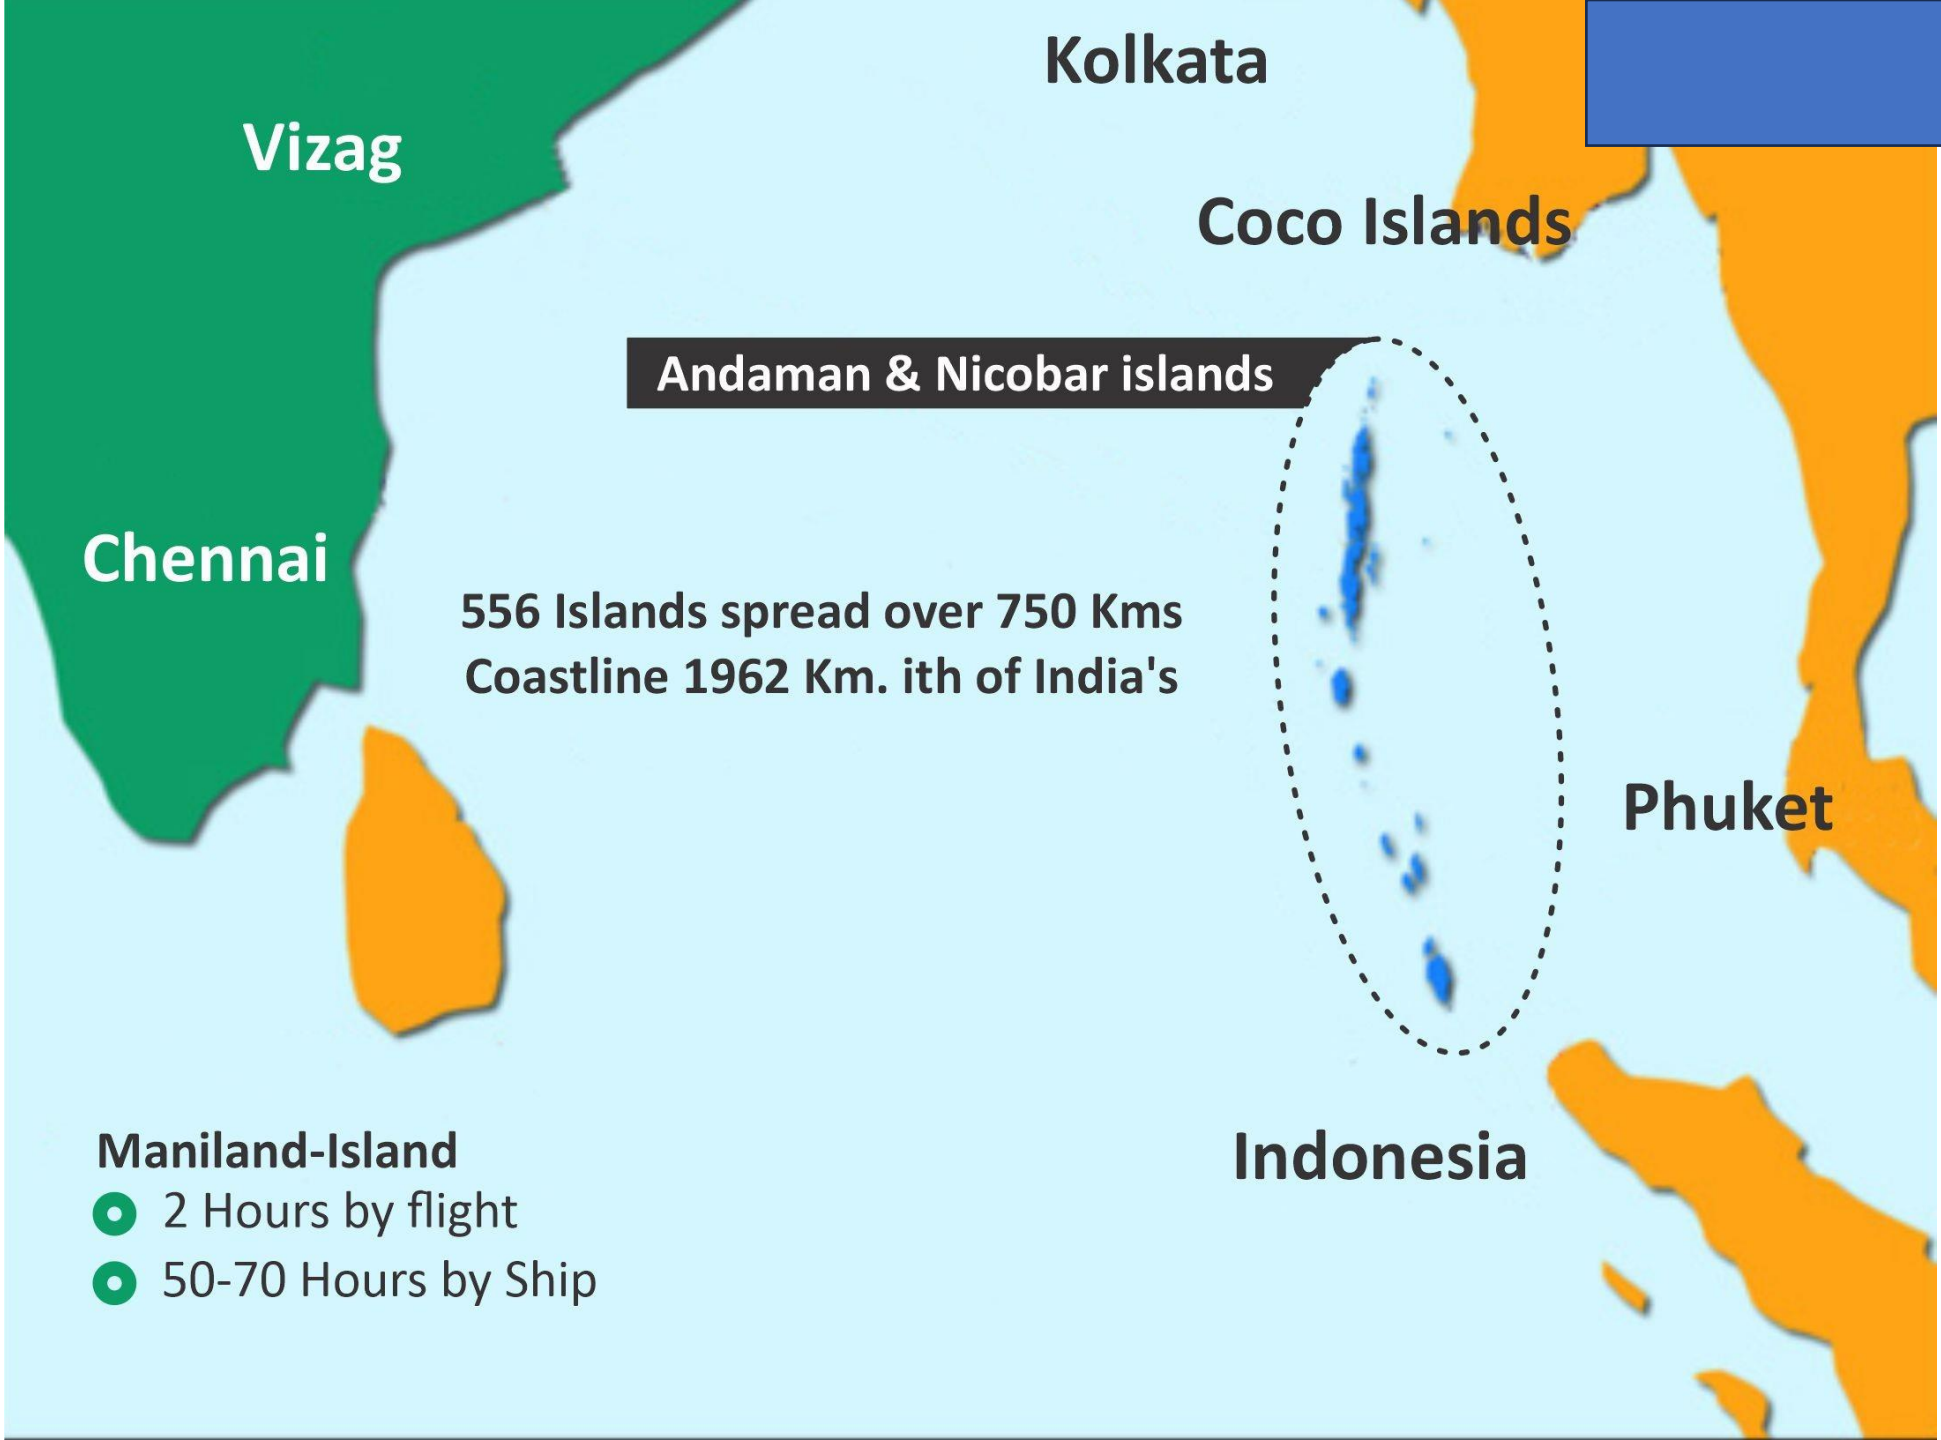 Kolkata
Vizag
Coco Islands
Andaman & Nicobar islands
Chennai
556 Islands spread over 750 Kms
Coastline 1962 Km. ith of India's
Phuket
Indonesia
Maniland-Island
2 Hours by flight
50-70 Hours by Ship